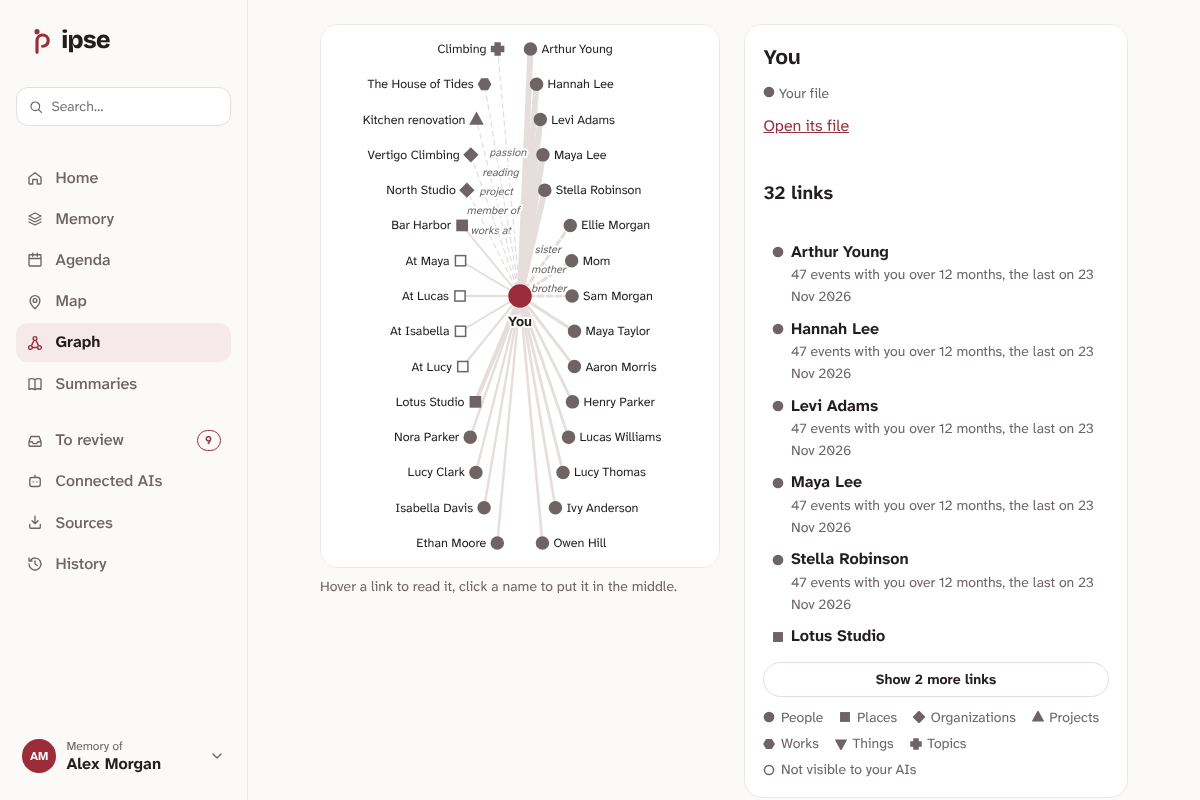 ipse
Search...
Home
Memory
Agenda
Map
Graph
Summaries
To review
9
Connected AIs
Sources
History
AM
Memory of
Alex Morgan
Climbing
Arthur Young
The House of Tides
Hannah Lee
Kitchen renovation
Levi Adams
Vertigo Climbing
passion
Maya Lee
reading
North Studio
project
Stella Robinson
member of
Bar Harbor
works at
Ellie Morgan
sister
At Maya
mother
Mom
At Lucas
brother
Sam Morgan
You
At Isabella
Maya Taylor
At Lucy
Aaron Morris
Lotus Studio
Henry Parker
Nora Parker
Lucas Williams
Lucy Clark
Lucy Thomas
Isabella Davis
Ivy Anderson
Ethan Moore
Owen Hill
Hover a link to read it, click a name to put it in the middle.
You
Your file
Open its file
32 links
Arthur Young
47 events with you over 12 months, the last on 23
Nov 2026
Hannah Lee
47 events with you over 12 months, the last on 23
Nov 2026
Levi Adams
47 events with you over 12 months, the last on 23
Nov 2026
Maya Lee
47 events with you over 12 months, the last on 23
Nov 2026
Stella Robinson
47 events with you over 12 months, the last on 23
Nov 2026
Lotus Studio
Show 2 more links
People Places Organizations Projects
Works Things Topics
Not visible to your AIs